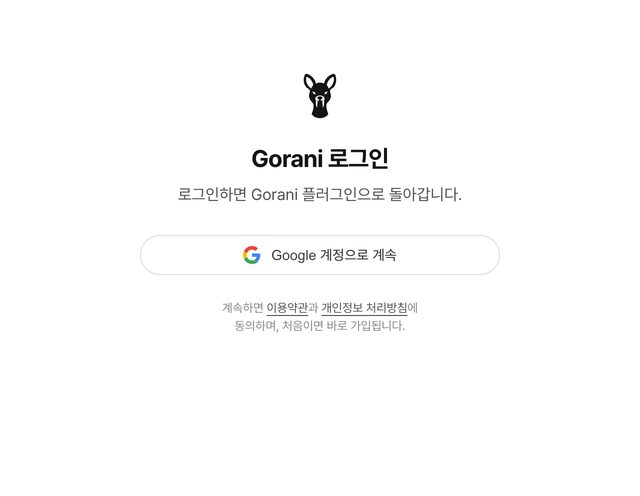 Gorani 로그인
로그인하면 Gorani 플러그인으로 돌아갑니다.
Google 계정으로 계속
계속하면 이용약관과 개인정보 처리방침에
동의하며, 처음이면 바로 가입됩니다.